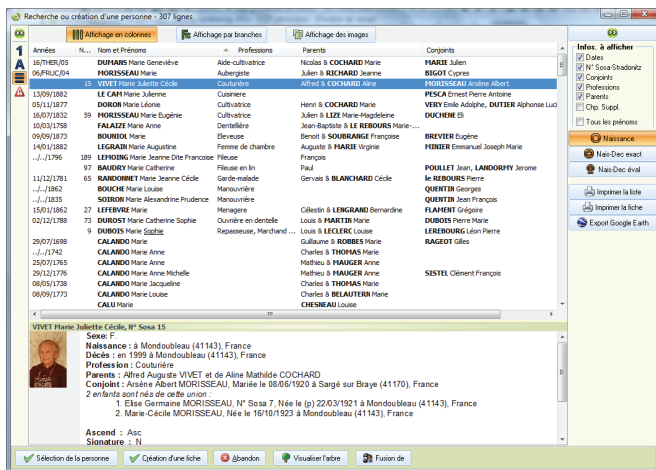 Recherche ou création d'une personne - 307 lignes
Affichage en colonnes Affichage par branches Affichage des images
Années N... Nom et Prénoms Professions Parents Conjoints
16/THER/05 DUMANS Marie Geneviève Aide-cultivatrice Nicolas & COCHARD Marie MARIE Julien
06/FRUC/04 MORISSEAU Marie Aubergiste Julien & RICHARD Jeanne BIGOT Cypres
15 VIVET Marie Juliette Cécile Couturière Alfred & COCHARD Aline MORISSEAU Arsène Albert
13/09/1882 LE CAM Marie Julienne Cuisiniere PESCA Ernest Pierre Antoine
05/11/1877 DORON Marie Léonie Cultivatrice Henri & COCHARD Marie VERY Emile Adolphe, DUTIER Alphonse Luci
16/07/1832 59 MORISSEAU Marie Eugénie Cultivatrice Julien & LIZE Marie-Magdeleine DUCHENE Eli
10/03/1758 FALAIZE Marie Anne Dentellière Jean-Baptiste & LE REBOURS Marie-...
09/09/1873 BOUNIOL Marie Eleveuse Benoit & SOUBRANGE Françoise BREVIER Eugène
14/01/1882 LEGRAIN Marie Augustine Femme de chambre Auguste & MARIE Virginie MINIER Emmanuel Joseph Marie
../../1796 189 LEMOING Marie Jeanne Dite Francoise Fileuse François
97 BAUDRY Marie Catherine Fileuse en lin Paul POULLET Jean, LANDORMY Jerome
11/12/1781 65 RANDONNET Marie Jeanne Cécile Garde-malade Gervais & BLANCHARD Cécile le REBOURS Pierre
../../1862 BOUCHE Marie Louise Manouvrière QUENTIN Georges
../../1835 SOIRON Marie Alexandrine Prudence Manouvrière QUENTIN Jean François
15/01/1862 27 LEFEBVRE Marie Menagere Célestin & LENGRAND Bernardine FLAMENT Grégoire
02/12/1788 73 DUROST Marie Catherine Sophie Ouvrière en dentelle Louis & MARTIN Marie DUBOIS Pierre Marie
9 DUBOIS Marie Sophie Repasseuse, Marchand ... Louis & LECLERC Louise LEREBOURG Léon Pierre
29/07/1698 CALANDO Marie Guillaume & ROBBES Marie RAGEOT Gilles
../../1742 CALANDO Marie Anne Charles & THOMAS Marie
25/07/1765 CALANDO Marie Anne Mathieu & MAUGER Anne
29/12/1776 CALANDO Marie Anne Michelle Mathieu & MAUGER Anne SISTEL Clément François
08/05/1738 CALANDO Marie Jacqueline Charles & THOMAS Marie
08/09/1773 CALANDO Marie Louise Charles & BELAUTERN Marie
CALU Marie CHESNEAU Louise
VIVET Marie Juliette Cécile, N° Sosa 15
Sexe: F.
Naissance : à Mondoubleau (41143), France
Décès : en 1999 à Mondoubleau (41143), France
Profession : Couturière
Parents : Alfred Auguste VIVET et de Aline Mathilde COCHARD
Conjoint : Arsène Albert MORISSEAU, Mariée le 08/06/1920 à Sargé sur Braye (41170), France
2 enfants sont nés de cette union :
1. Elise Germaine MORISSEAU, N° Sosa 7, Née le (p) 22/03/1921 à Mondoubleau (41143), France
2. Marie-Cécile MORISSEAU, Née le 16/10/1923 à Mondoubleau (41143), France
Ascend : Asc
Signature : N
Infos. à afficher
Dates
N° Sosa-Stradonitz
Conjoints
Professions
Parents
Chp. Suppl.
Tous les prénoms
Naissance
Nais-Dec exact
Nais-Dec éval
Imprimer la liste
Imprimer la fiche
Export Google Earth
Sélection de la personne Création d'une fiche Abandon Visualiser l'arbre Fusion de